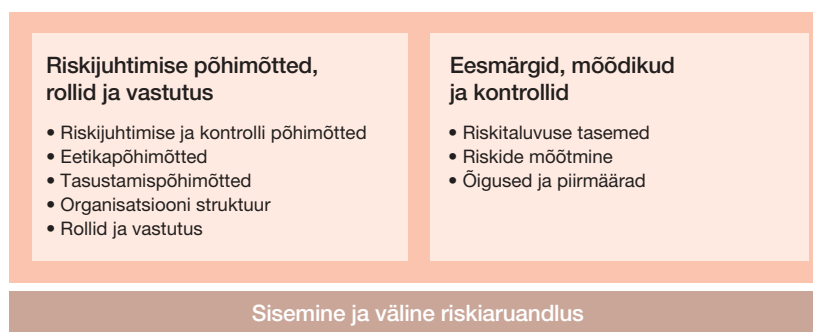 Riskijuhtimise põhimõtted,
rollid ja vastutus
• Riskijuhtimise ja kontrolli põhimõtted
• Eetikapõhimõtted
• Tasustamispõhimõtted
• Organisatsiooni struktuur
• Rollid ja vastutus
Eesmärgid, mõõdikud
ja kontrollid
• Riskitaluvuse tasemed
• Riskide mõõtmine
• Õigused ja piirmäärad
Sisemine ja väline riskiaruandlus